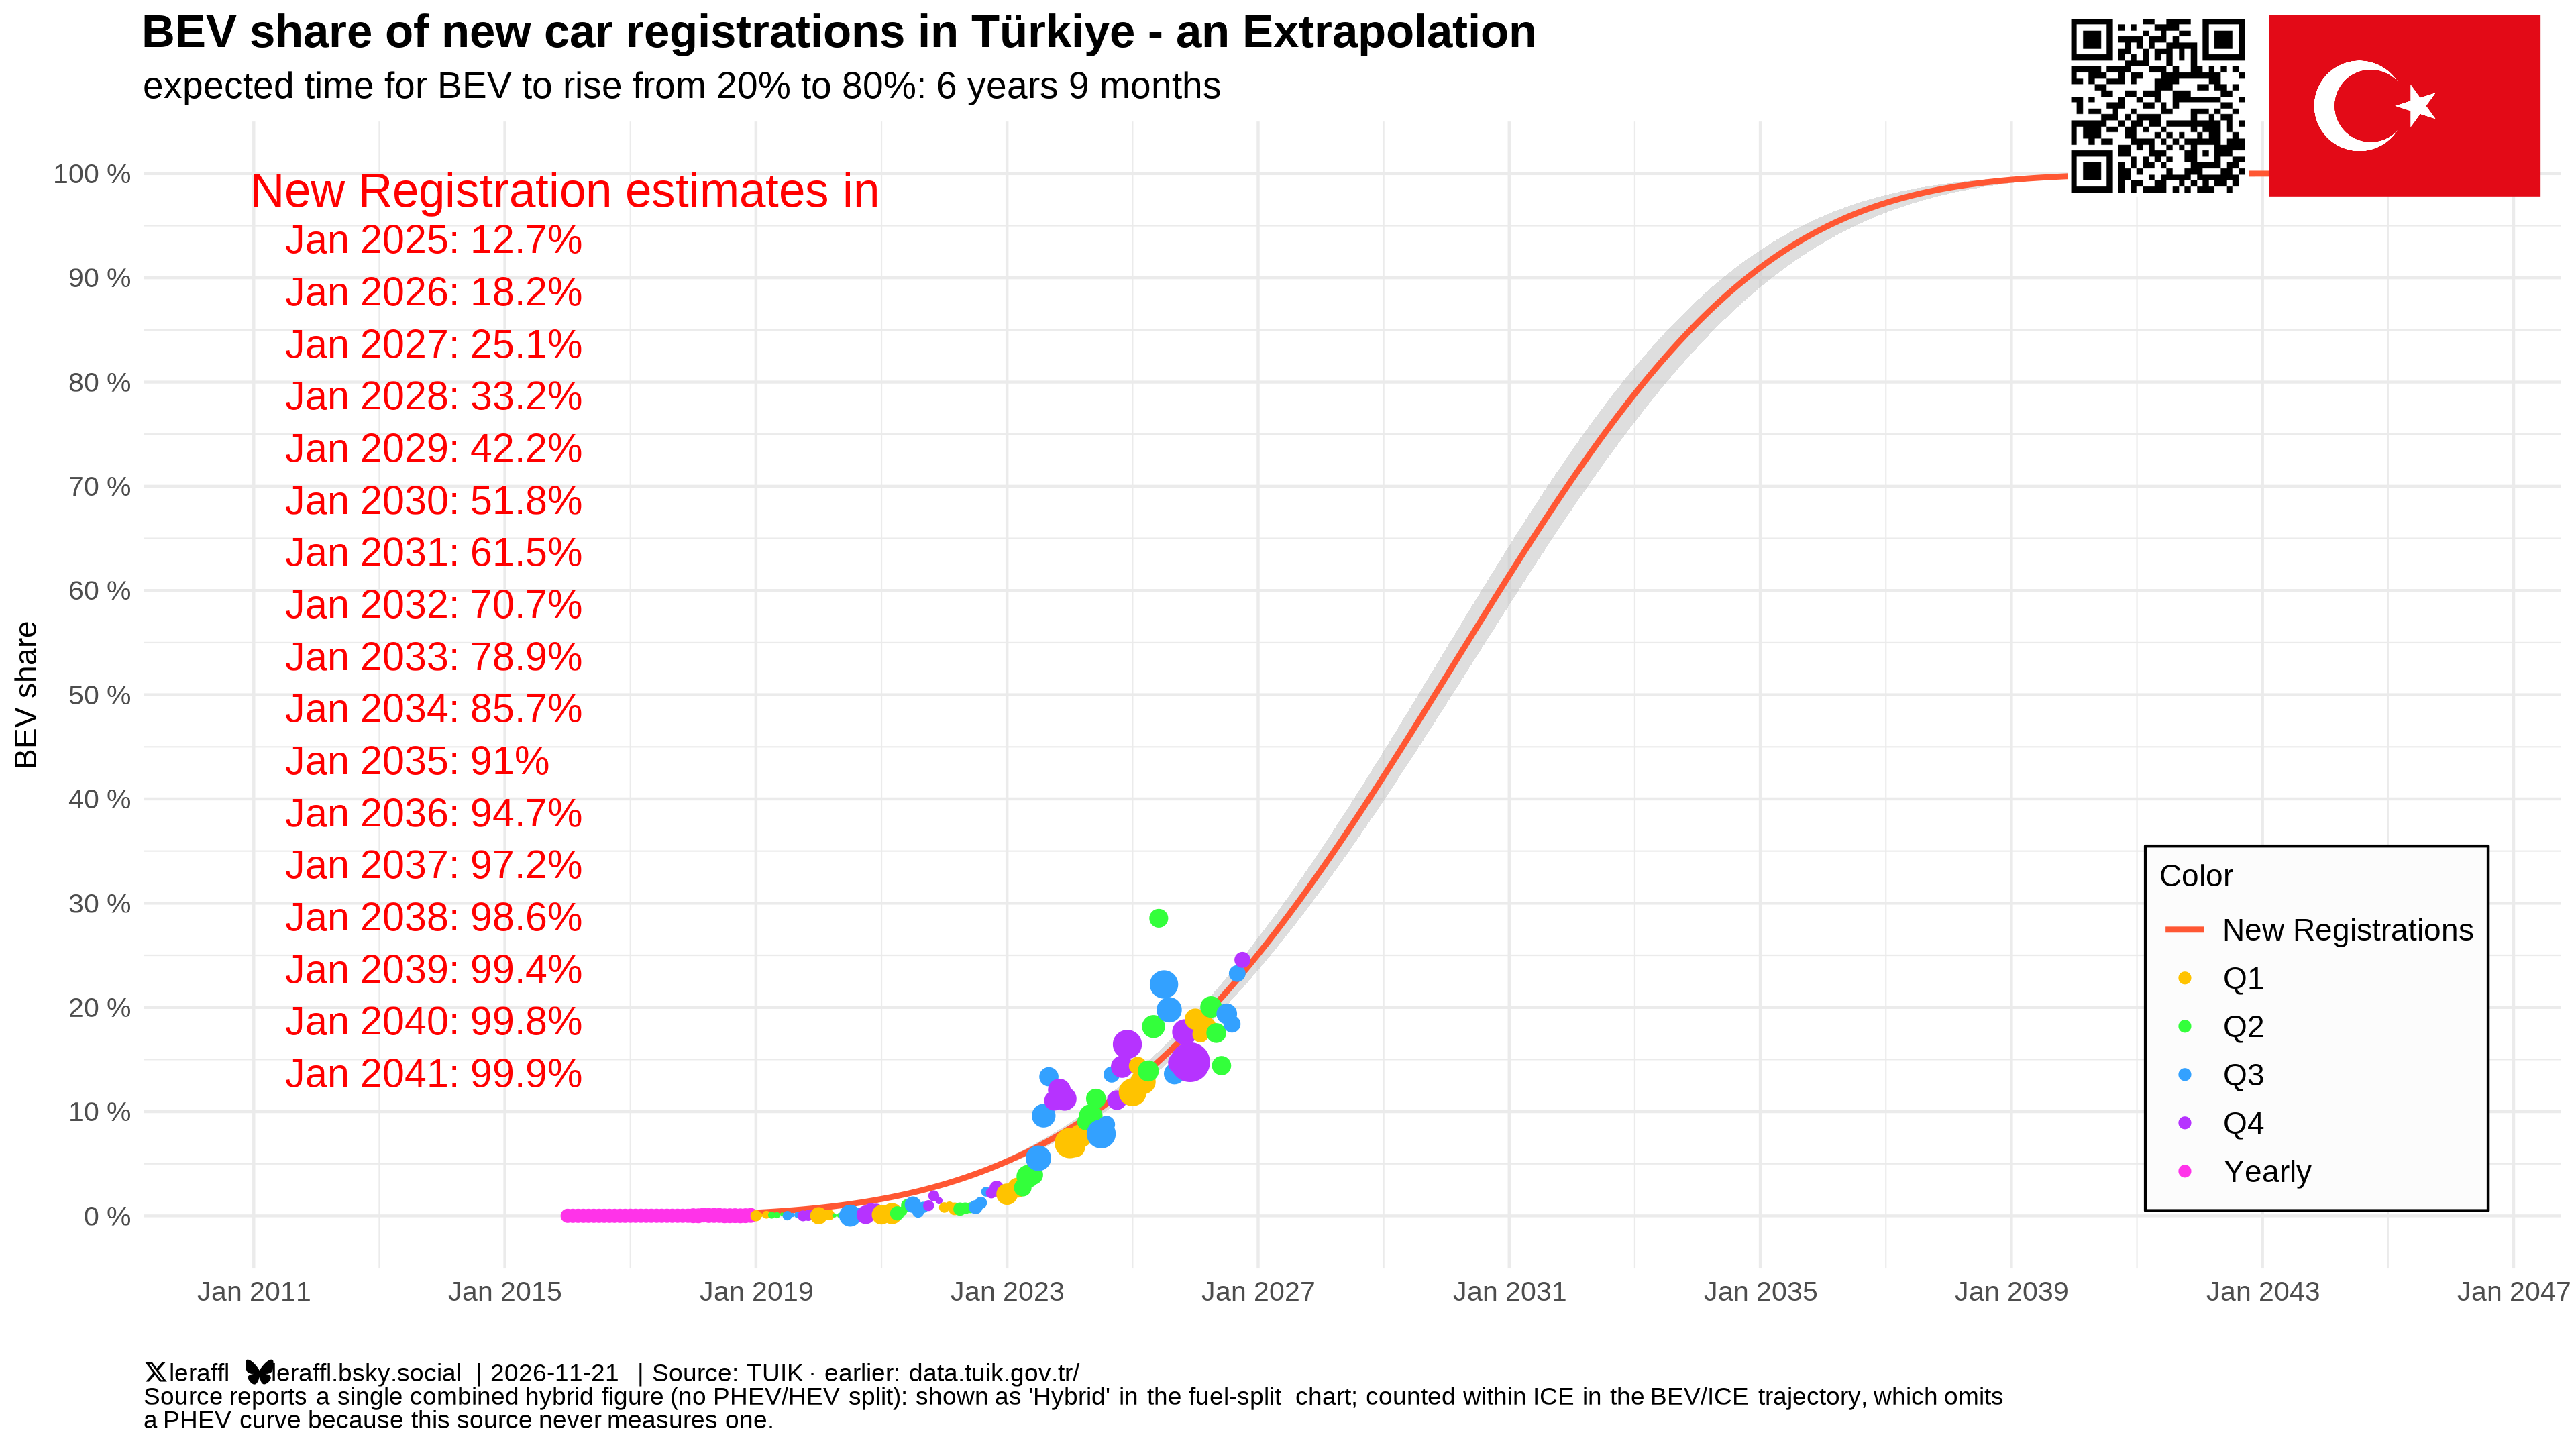 BEV share of new car registrations in Türkiye - an Extrapolation
expected time for BEV to rise from 20% to 80%: 6 years 9 months
BEV share
100 %
90 %
80 %
70 %
60 %
50 %
40 %
30 %
20 %
10 %
0 %
New Registration estimates in
Jan 2025: 12.7%
Jan 2026: 18.2%
Jan 2027: 25.1%
Jan 2028: 33.2%
Jan 2029: 42.2%
Jan 2030: 51.8%
Jan 2031: 61.5%
Jan 2032: 70.7%
Jan 2033: 78.9%
Jan 2034: 85.7%
Jan 2035: 91%
Jan 2036: 94.7%
Jan 2037: 97.2%
Jan 2038: 98.6%
Jan 2039: 99.4%
Jan 2040: 99.8%
Jan 2041: 99.9%
Color
New Registrations
Q1
Q2
Q3
Q4
Yearly
Jan 2011 Jan 2015 Jan 2019 Jan 2023 Jan 2027 Jan 2031 Jan 2035 Jan 2039 Jan 2043 Jan 2047
leraffl leraffl.bsky.social | 2026-11-21 | Source: TUIK · earlier: data.tuik.gov.tr/
Source reports a single combined hybrid figure (no PHEV/HEV split): shown as 'Hybrid' in the fuel-split chart; counted within ICE in the BEV/ICE trajectory, which omits
a PHEV curve because this source never measures one.